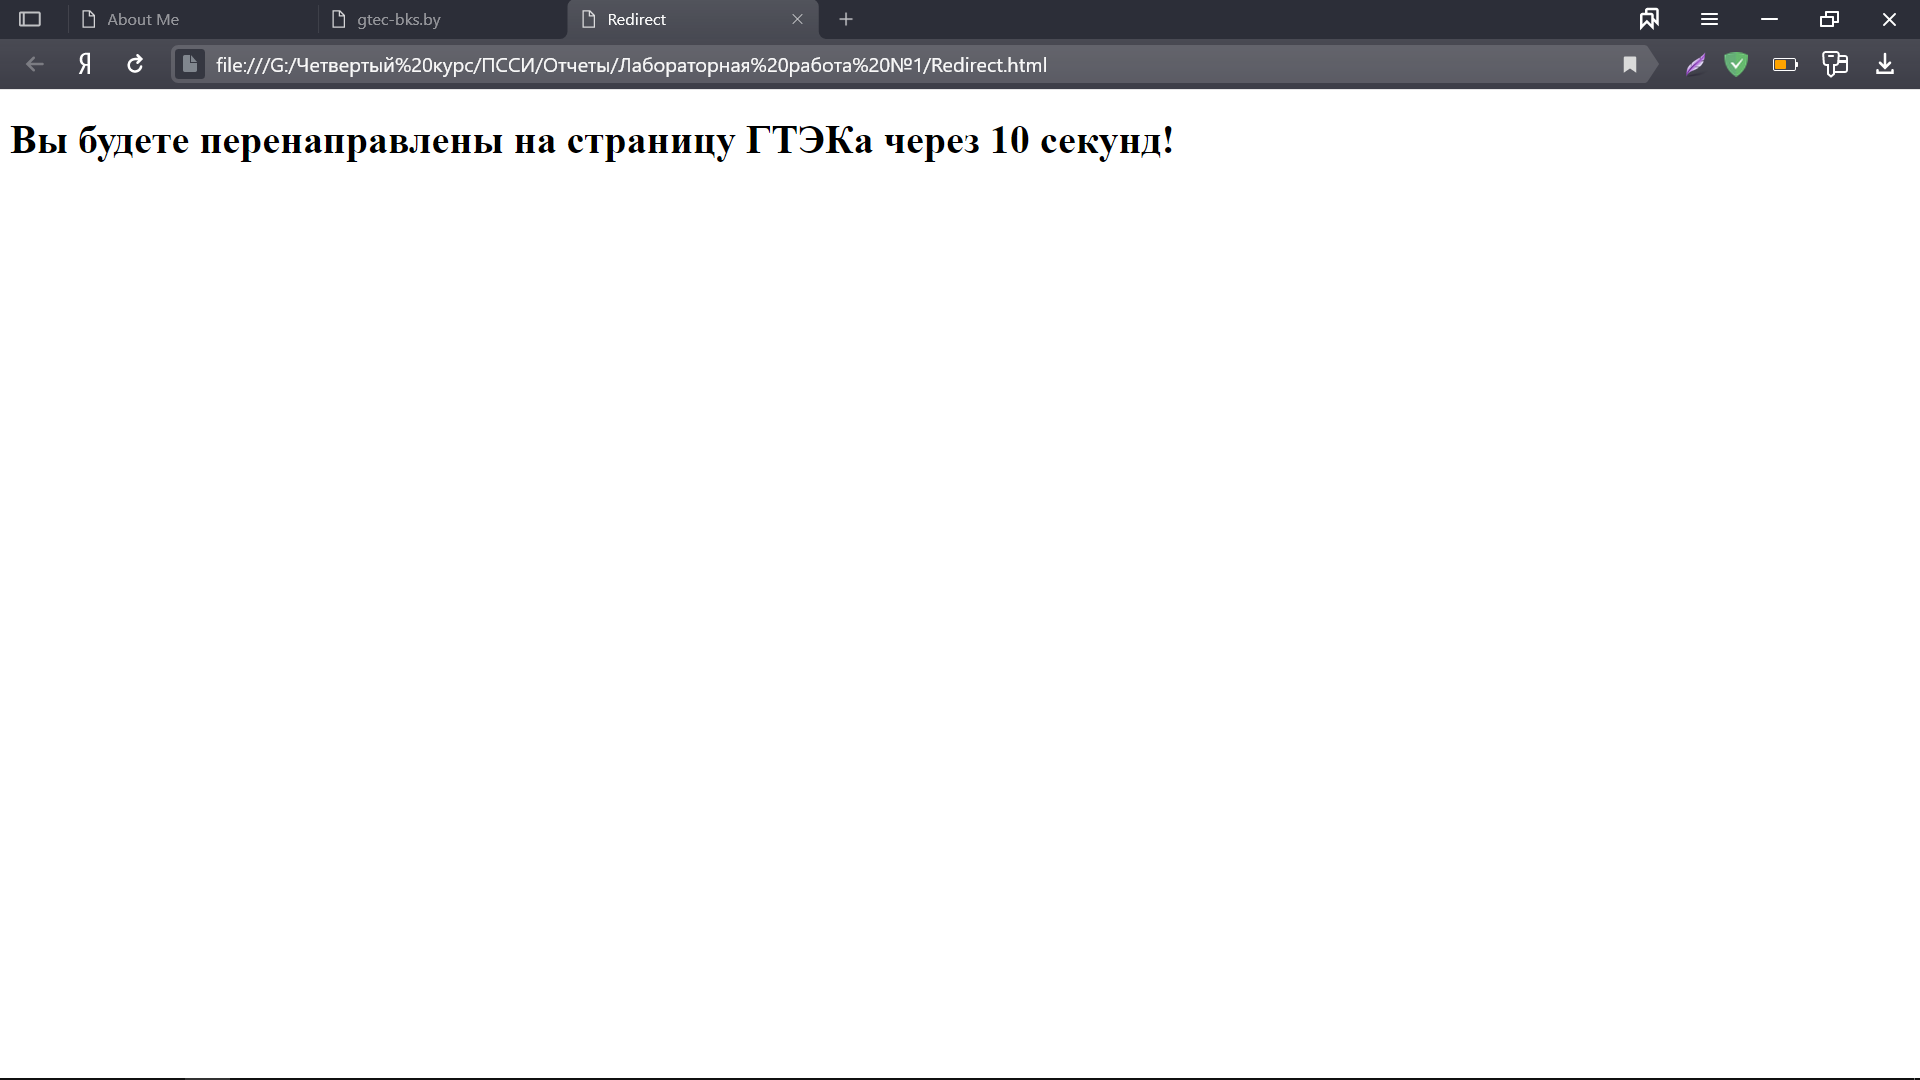 About Me
gtec-bks.by
Redirect
file:///G:/Четвертый%20курс/ПССИ/Отчеты/Лабораторная%20работа%20№1/Redirect.html
Вы будете перенаправлены на страницу ГТЭКа через 10 секунд!